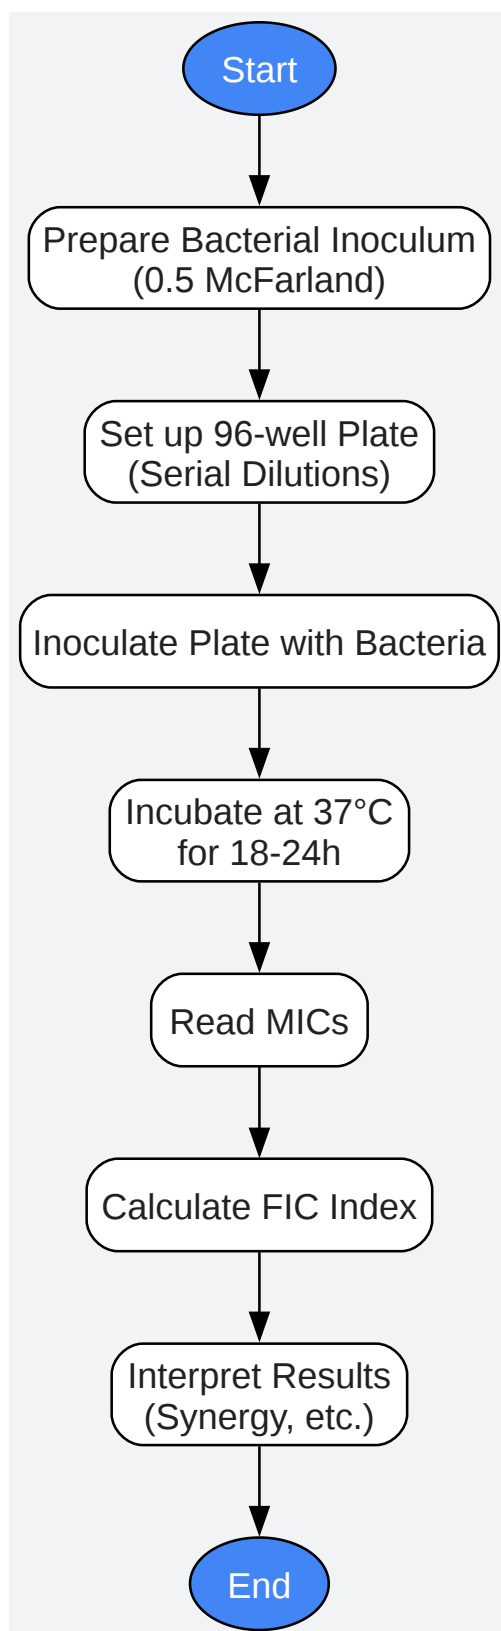 Start
Prepare Bacterial Inoculum
(0.5 McFarland)
Set up 96-well Plate
(Serial Dilutions)
Inoculate Plate with Bacteria
Incubate at 37°C
for 18-24h
Read MICs
Calculate FIC Index
Interpret Results
(Synergy, etc.)
End